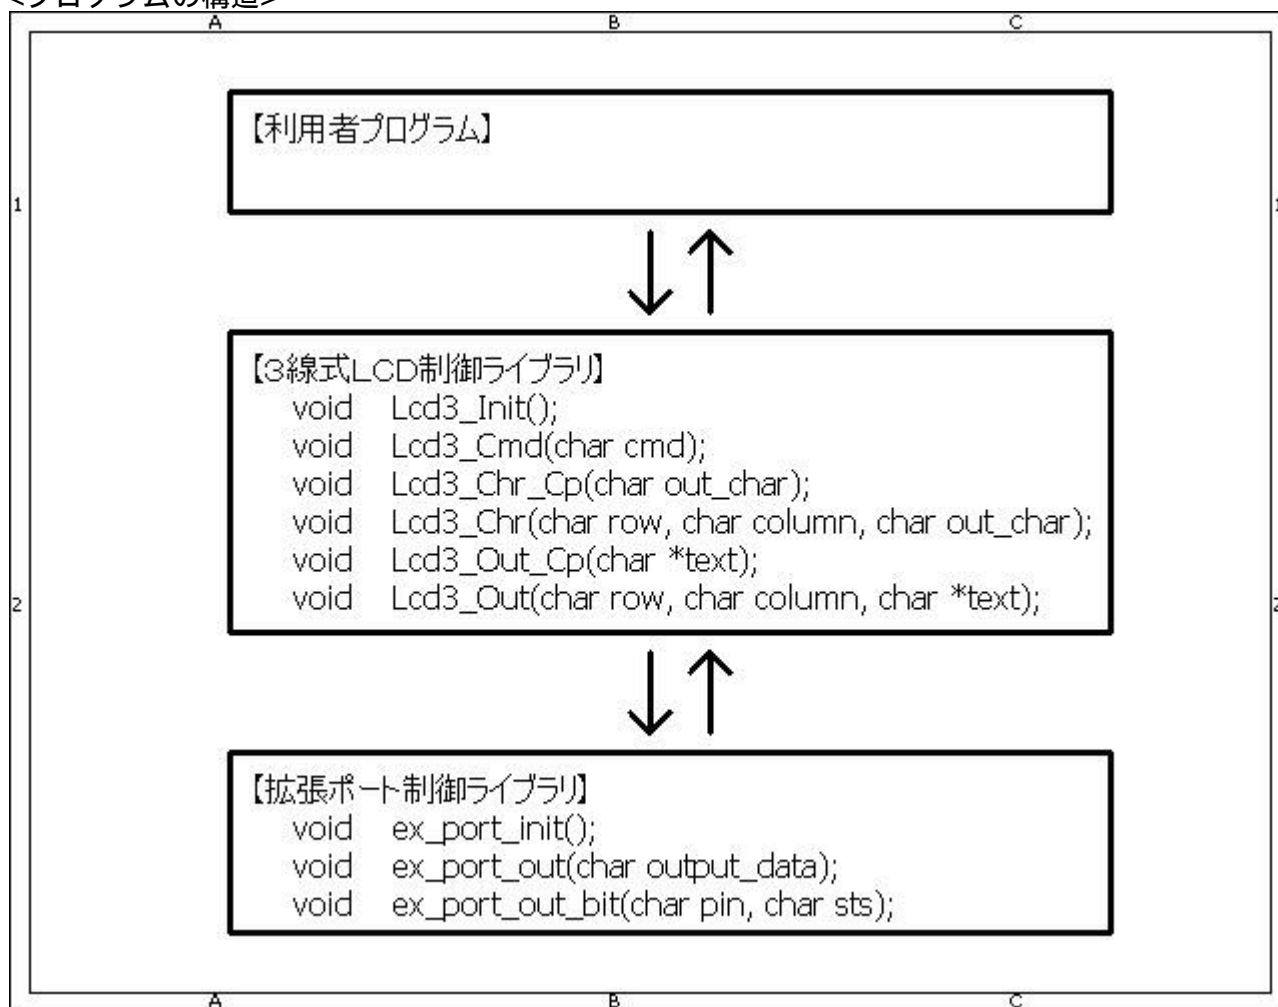 <プログラムの構造>
A B C
【利用者プログラム】
1 1
【3線式LCD制御ライブラリ】
void Lcd3_Init();
void Lcd3_Cmd(char cmd);
void Lcd3_Chr_Cp(char out_char);
void Lcd3_Chr(char row, char column, char out_char);
void Lcd3_Out_Cp(char *text);
void Lcd3_Out(char row, char column, char *text);
2 2
【拡張ポート制御ライブラリ】
void ex_port_init();
void ex_port_out(char output_data);
void ex_port_out_bit(char pin, char sts);
A B C